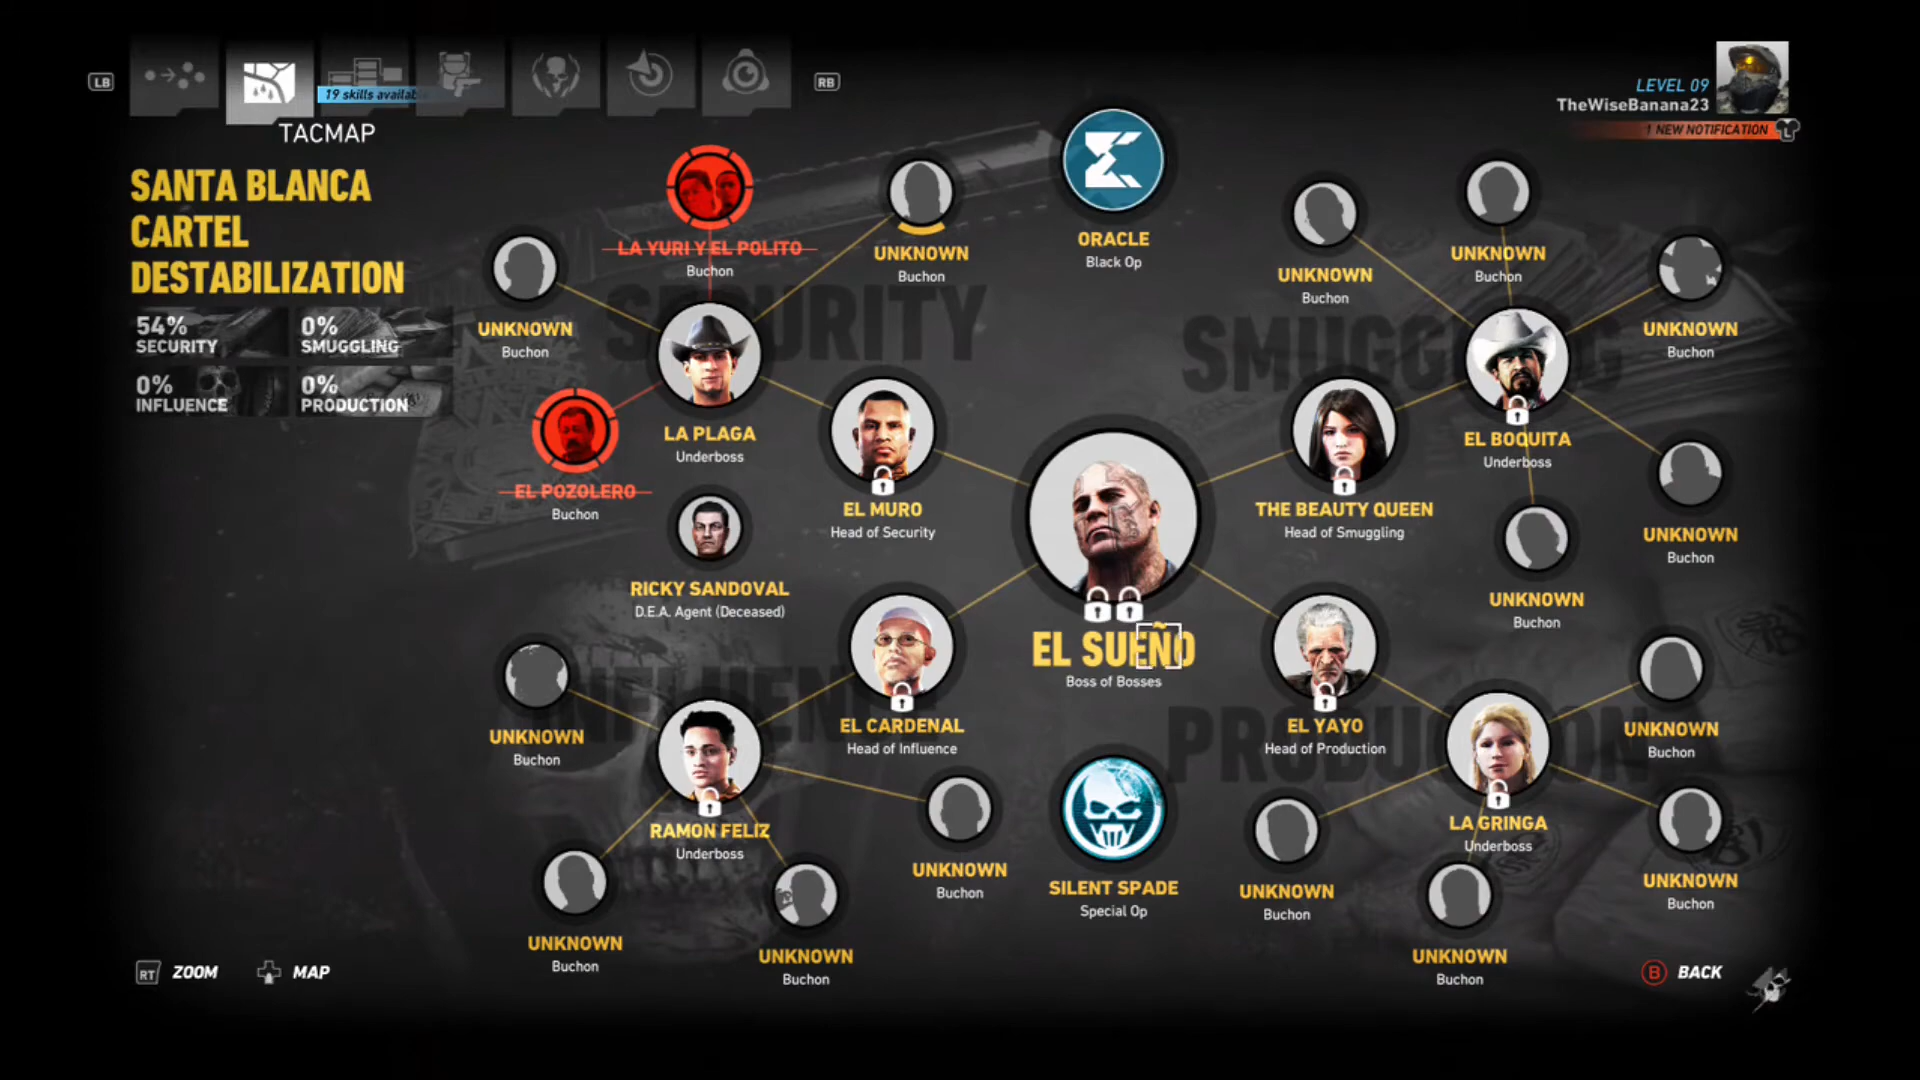 LB
19 skills availab
RB
TACMAP
LEVEL 09
TheWiseBanana23
1 NEW NOTIFICATION
L
SANTA BLANCA
CARTEL
DESTABILIZATION
54%
SECURITY
0%
SMUGGLING
0%
INFLUENCE
0%
PRODUCTION
SECURITY
SMUGGLING
INFLUENCE
PRODUCTION
LA YURI Y EL POLITO
Buchon
UNKNOWN
Buchon
ORACLE
Black Op
UNKNOWN
Buchon
UNKNOWN
Buchon
UNKNOWN
Buchon
UNKNOWN
Buchon
LA PLAGA
Underboss
EL BOQUITA
Underboss
EL POZOLERO
Buchon
EL MURO
Head of Security
THE BEAUTY QUEEN
Head of Smuggling
UNKNOWN
Buchon
RICKY SANDOVAL
D.E.A. Agent (Deceased)
UNKNOWN
Buchon
EL SUEÑO
Boss of Bosses
UNKNOWN
Buchon
EL CARDENAL
Head of Influence
EL YAYO
Head of Production
UNKNOWN
Buchon
RAMON FELIZ
Underboss
LA GRINGA
Underboss
UNKNOWN
Buchon
SILENT SPADE
Special Op
UNKNOWN
Buchon
UNKNOWN
Buchon
UNKNOWN
Buchon
UNKNOWN
Buchon
UNKNOWN
Buchon
RT ZOOM
MAP
B BACK